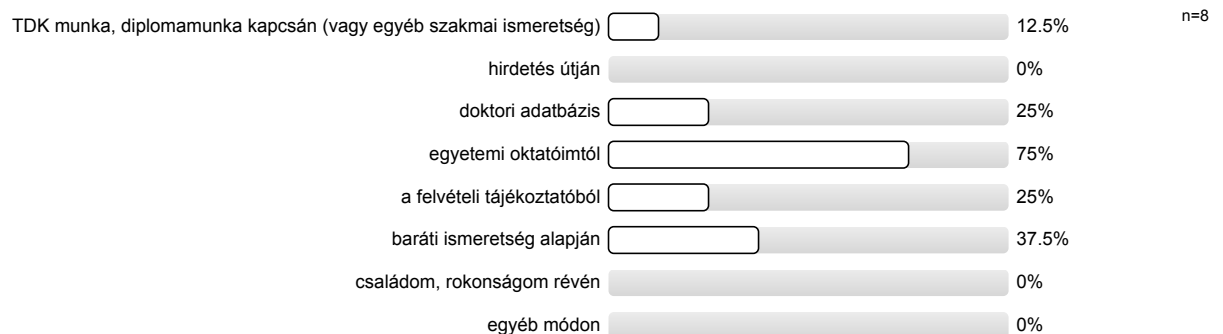 TDK munka, diplomamunka kapcsán (vagy egyéb szakmai ismeretség) 12.5% n=8
hirdetés útján 0%
doktori adatbázis 25%
egyetemi oktatóimtól 75%
a felvételi tájékoztatóból 25%
baráti ismeretség alapján 37.5%
családom, rokonságom révén 0%
egyéb módon 0%